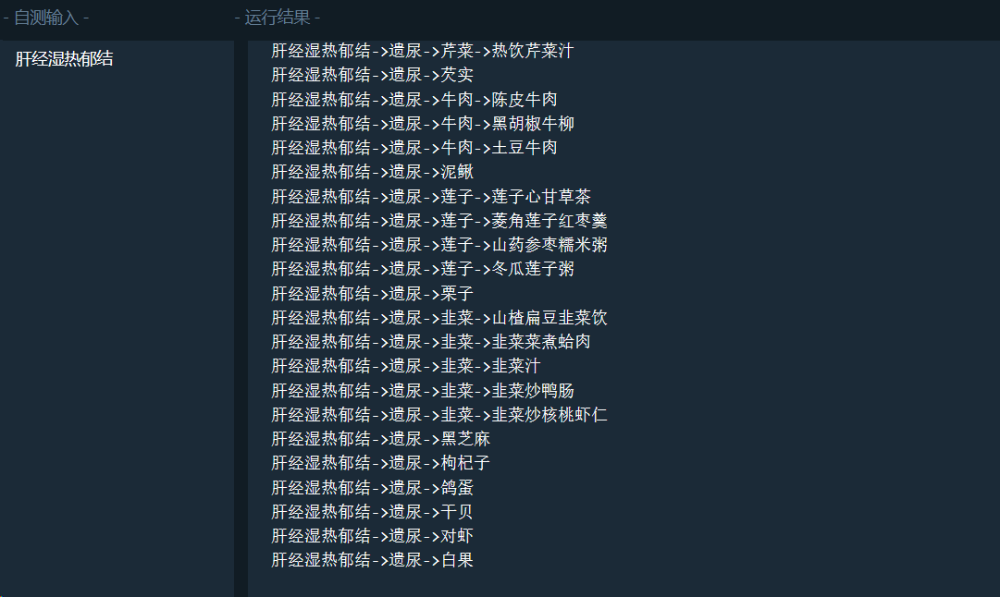 - 自测输入 -
- 运行结果 -
肝经湿热郁结
肝经湿热郁结->遗尿->芹菜->热饮芹菜汁
肝经湿热郁结->遗尿->芡实
肝经湿热郁结->遗尿->牛肉->陈皮牛肉
肝经湿热郁结->遗尿->牛肉->黑胡椒牛柳
肝经湿热郁结->遗尿->牛肉->土豆牛肉
肝经湿热郁结->遗尿->泥鳅
肝经湿热郁结->遗尿->莲子->莲子心甘草茶
肝经湿热郁结->遗尿->莲子->菱角莲子红枣羹
肝经湿热郁结->遗尿->莲子->山药参枣糯米粥
肝经湿热郁结->遗尿->莲子->冬瓜莲子粥
肝经湿热郁结->遗尿->栗子
肝经湿热郁结->遗尿->韭菜->山楂扁豆韭菜饮
肝经湿热郁结->遗尿->韭菜->韭菜菜煮蛤肉
肝经湿热郁结->遗尿->韭菜->韭菜汁
肝经湿热郁结->遗尿->韭菜->韭菜炒鸭肠
肝经湿热郁结->遗尿->韭菜->韭菜炒核桃虾仁
肝经湿热郁结->遗尿->黑芝麻
肝经湿热郁结->遗尿->枸杞子
肝经湿热郁结->遗尿->鸽蛋
肝经湿热郁结->遗尿->干贝
肝经湿热郁结->遗尿->对虾
肝经湿热郁结->遗尿->白果